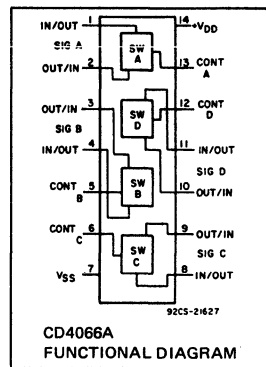 IN/OUT 1 14 +VDD
SIG A SW A
OUT/IN 2 13 CONT A
OUT/IN 3 12 CONT D
SIG B SW D
IN/OUT 4 11 IN/OUT
SIG D
CONT B 5 SW B 10 OUT/IN
CONT C 6 9 OUT/IN
SW C SIG C
VSS 7 8 IN/OUT
92CS-21627
CD4066A
FUNCTIONAL DIAGRAM